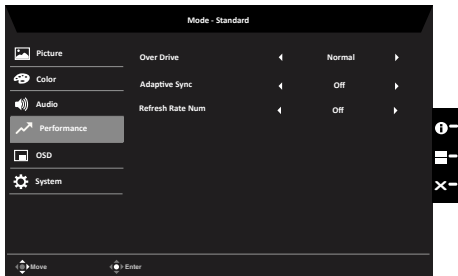 Mode - Standard
Picture
Over Drive Normal
Color
Adaptive Sync Off
Audio
Refresh Rate Num Off
Performance
OSD
System
Move Enter